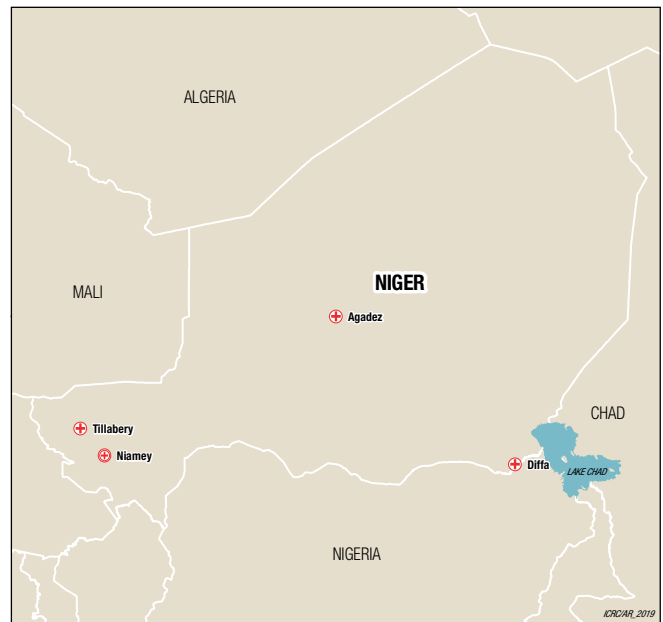 ALGERIA
MALI
NIGER
Agadez
CHAD
Tillabery
Niamey
Diffa
LAKE CHAD
NIGERIA
ICRC/AR_2019